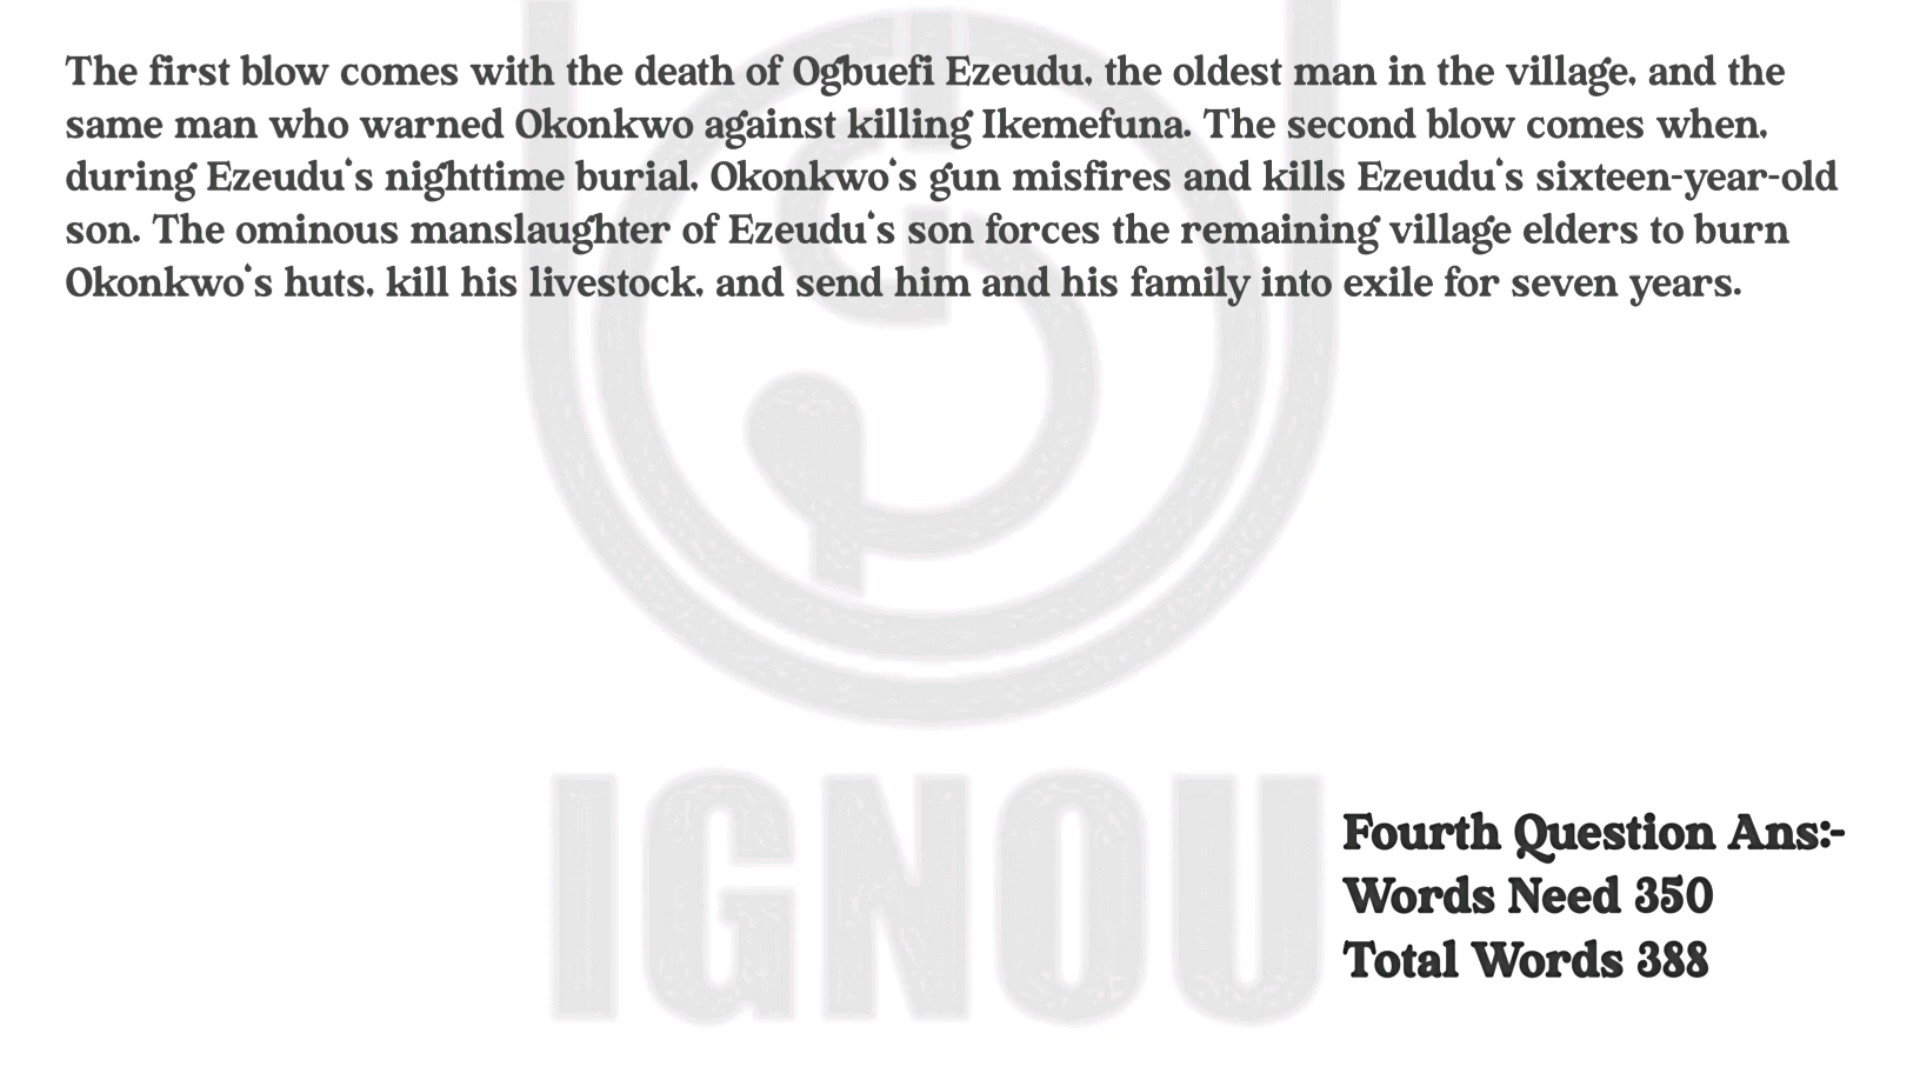 The first blow comes with the death of Ogbuefi Ezeudu, the oldest man in the village, and the
same man who warned Okonkwo against killing Ikemefuna. The second blow comes when,
during Ezeudu's nighttime burial, Okonkwo's gun misfires and kills Ezeudu's sixteen-year-old
son. The ominous manslaughter of Ezeudu's son forces the remaining village elders to burn
Okonkwo's huts, kill his livestock, and send him and his family into exile for seven years.
IGNOU
Fourth Question Ans:-
Words Need 350
Total Words 388